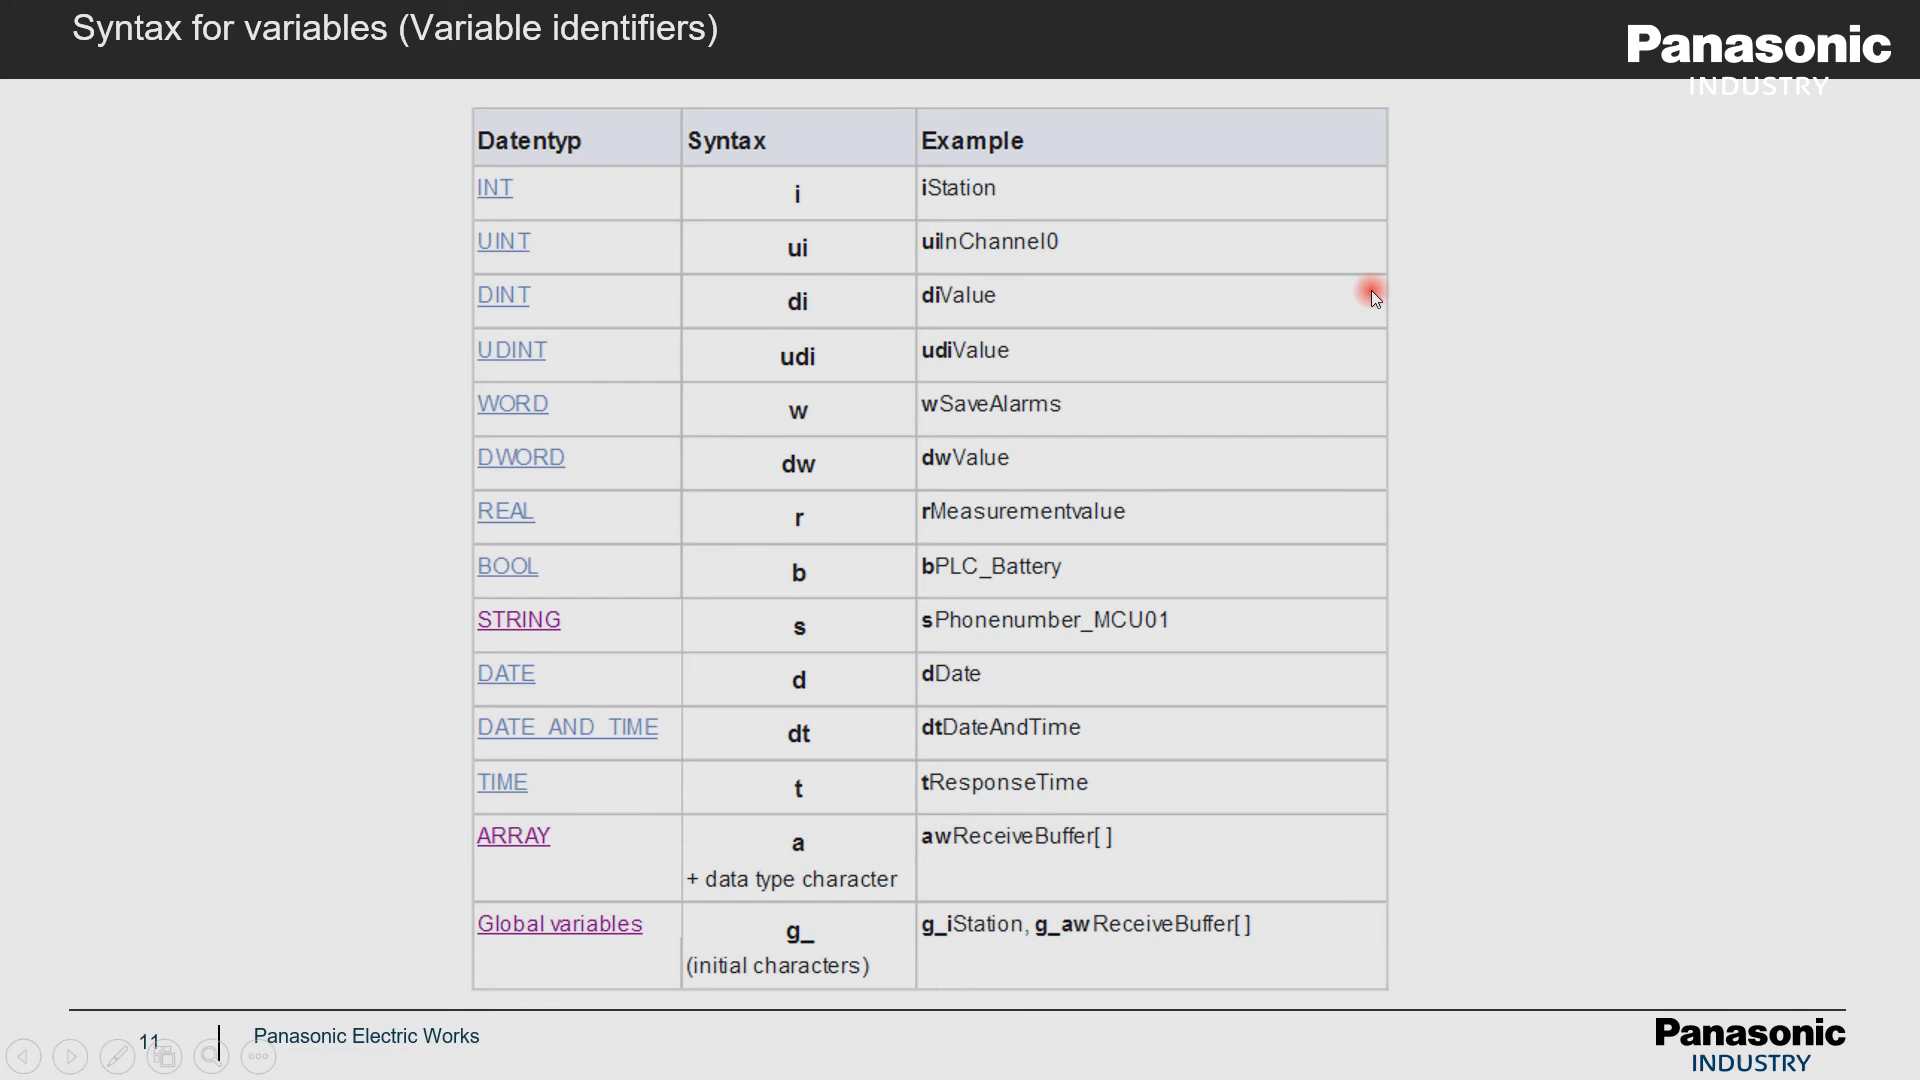 Syntax for variables (Variable identifiers)
Panasonic
INDUSTRY
Datentyp Syntax Example
INT i iStation
UINT ui uiInChannel0
DINT di diValue
UDINT udi udiValue
WORD w wSaveAlarms
DWORD dw dwValue
REAL r rMeasurementvalue
BOOL b bPLC_Battery
STRING s sPhonenumber_MCU01
DATE d dDate
DATE_AND_TIME dt dtDateAndTime
TIME t tResponseTime
ARRAY a awReceiveBuffer[ ]
+ data type character
Global variables g_ g_iStation, g_awReceiveBuffer[ ]
(initial characters)
11 Panasonic Electric Works
Panasonic
INDUSTRY